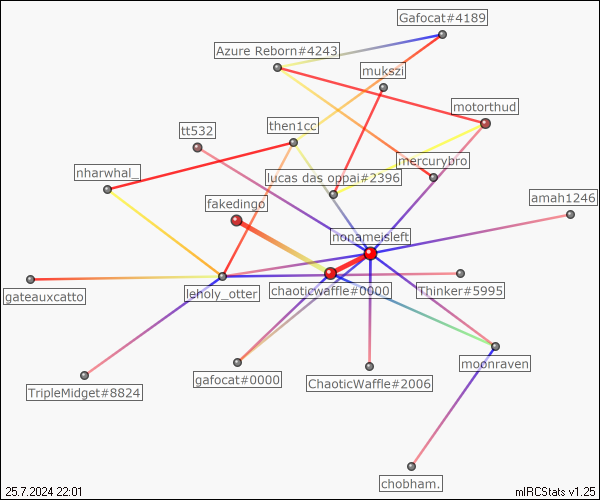 Gafocat#4189
Azure Reborn#4243
mukszi
motorthud
tt532
then1cc
mercurybro
nharwhal_
lucas das oppai#2396
amah1246
fakedingo
nonameisleft
gateauxcatto
leholy_otter
chaoticwaffle#0000
Thinker#5995
moonraven
gafocat#0000
ChaoticWaffle#2006
TripleMidget#8824
chobham.
25.7.2024 22:01
mIRCStats v1.25